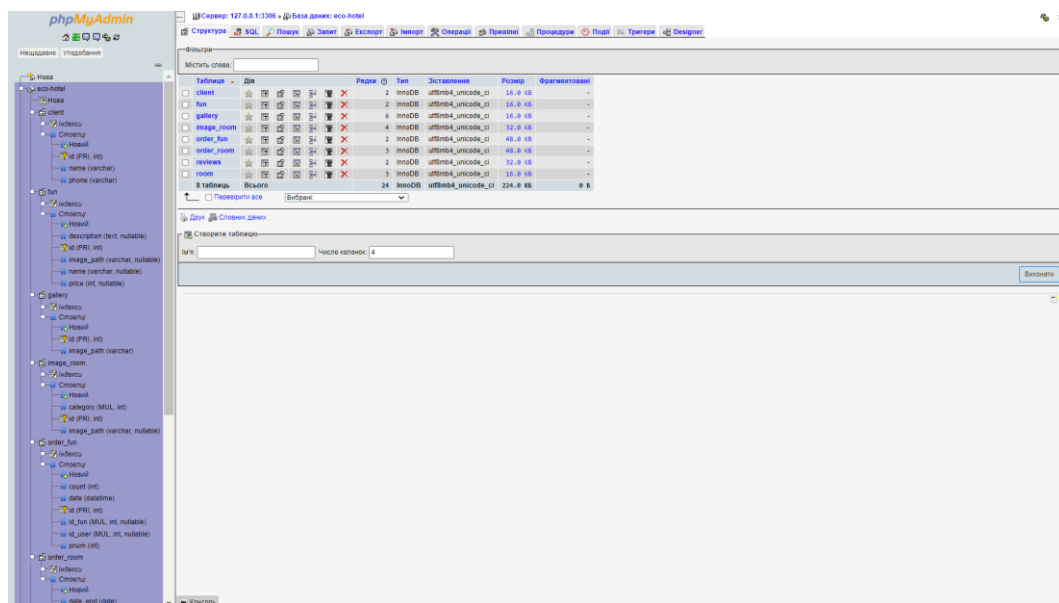 phpMyAdmin
Нещодавнє Улюблення
Нова
eco-hotel
Нова
client
Індекси
Стовпці
Новий
id (PRI, int)
name (varchar)
phone (varchar)
fun
Індекси
Стовпці
Новий
description (text, nullable)
id (PRI, int)
image_path (varchar, nullable)
name (varchar, nullable)
price (int, nullable)
gallery
Індекси
Стовпці
Новий
id (PRI, int)
image_path (varchar)
image_room
Індекси
Стовпці
Новий
category (MUL, int)
id (PRI, int)
image_path (varchar, nullable)
order_fun
Індекси
Стовпці
Новий
count (int)
date (datetime)
id (PRI, int)
id_fun (MUL, int, nullable)
id_user (MUL, int, nullable)
pnum (int)
order_room
Індекси
Стовпці
Новий
date_end (date)
Сервер: 127.0.0.1:3306 » База даних: eco-hotel
Структура SQL Пошук Запит Експорт Імпорт Операції Привілеї Процедури Події Тригери Designer
Фільтри
Містить слово:
Таблиця Дія Рядки Тип Зіставлення Розмір Фрагментовані
client 2 InnoDB utf8mb4_unicode_ci 16.0 КБ -
fun 2 InnoDB utf8mb4_unicode_ci 16.0 КБ -
gallery 6 InnoDB utf8mb4_unicode_ci 16.0 КБ -
image_room 4 InnoDB utf8mb4_unicode_ci 32.0 КБ -
order_fun 2 InnoDB utf8mb4_unicode_ci 48.0 КБ -
order_room 3 InnoDB utf8mb4_unicode_ci 48.0 КБ -
reviews 2 InnoDB utf8mb4_unicode_ci 32.0 КБ -
room 3 InnoDB utf8mb4_unicode_ci 16.0 КБ -
8 таблиць Всього 24 InnoDB utf8mb4_unicode_ci 224.0 КБ 0 Б
Перевірити все Вибрані:
Друк Словник даних
Створити таблицю
Ім'я: Число колонок: 4
Виконати
Консоль